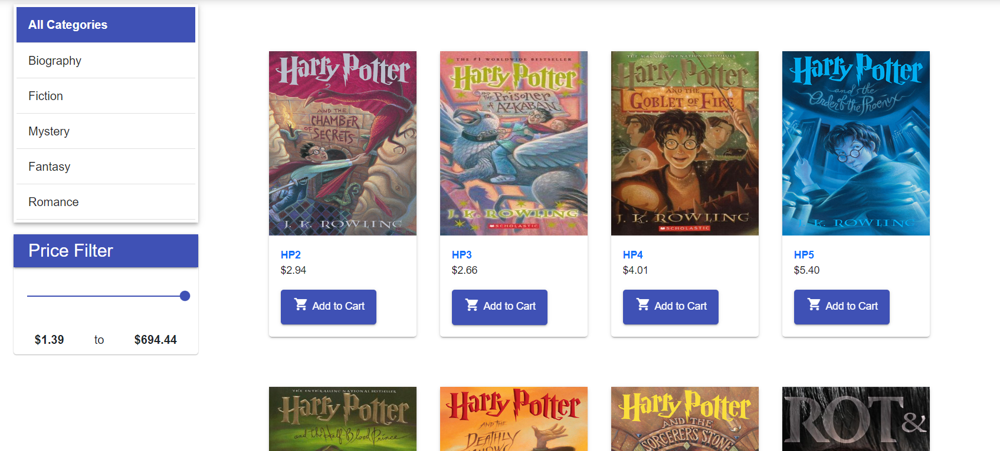 All Categories
Biography
Fiction
Mystery
Fantasy
Romance
Price Filter
$1.39 to $694.44
Harry Potter
AND THE
CHAMBER
OF SECRETS
J. K. ROWLING
HP2
$2.94
Add to Cart
THE #1 WORLDWIDE BESTSELLER
Harry Potter
AND THE Prisoner
of AZKABAN
J. K. ROWLING
SCHOLASTIC
HP3
$2.66
Add to Cart
THE MAGNIFICENT NATIONAL BESTSELLER
Harry Potter
AND THE
GOBLET OF FIRE
J. K. ROWLING
SCHOLASTIC
HP4
$4.01
Add to Cart
Harry Potter
and the
Order of the Phoenix
J. K. ROWLING
HP5
$5.40
Add to Cart
THE ENTHRALLING NATIONAL BESTSELLER
Harry Potter
and the Half-Blood Prince
Harry Potter
AND THE
DEATHLY
Harry Potter
AND THE
SORCERER'S STONE
ROT &